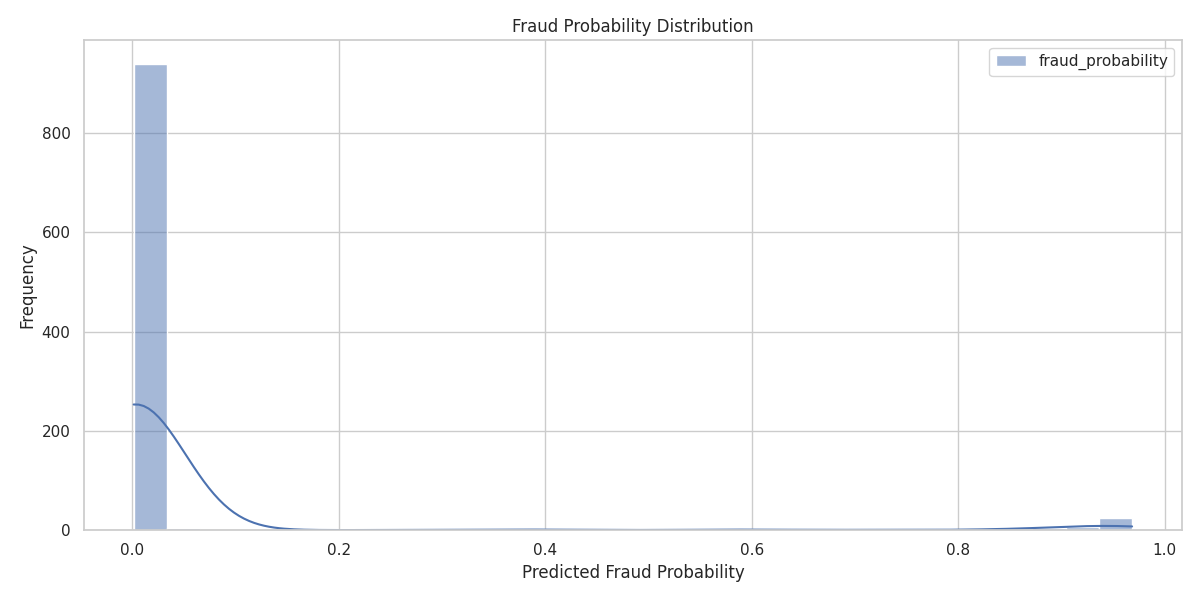 Fraud Probability Distribution
fraud_probability
Frequency
800
600
400
200
0
0.0 0.2 0.4 0.6 0.8 1.0
Predicted Fraud Probability